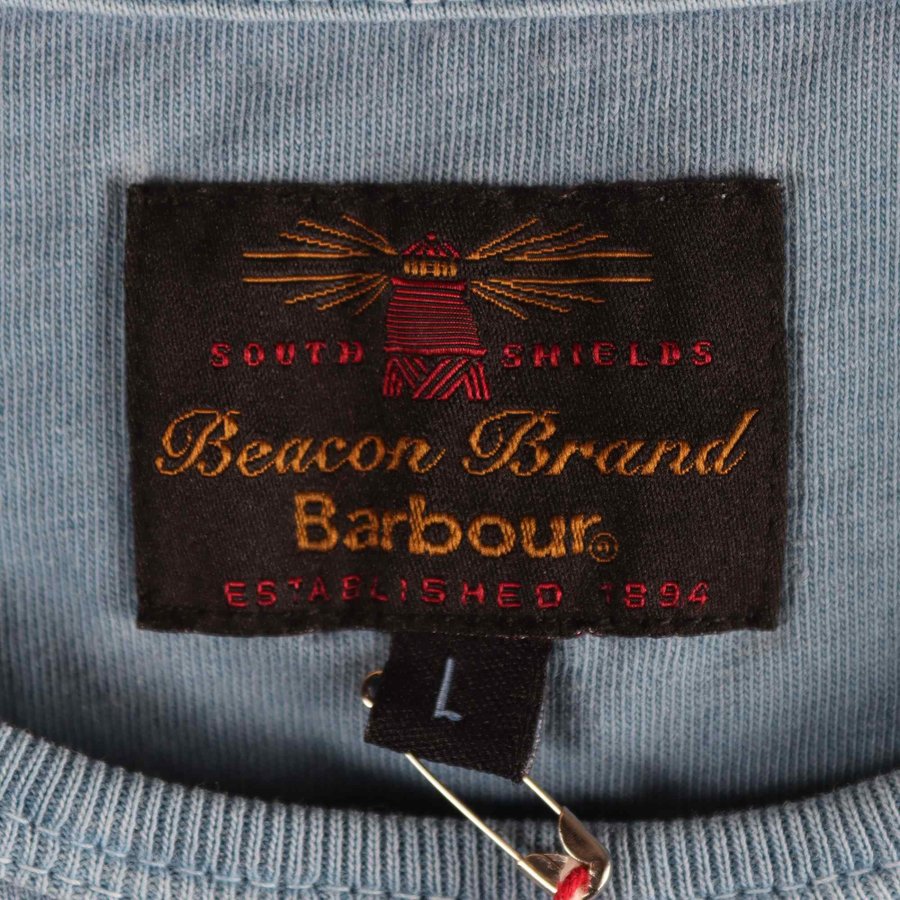 SOUTH SHIELDS
Beacon Brand
Barbour®
ESTABLISHED 1894
L